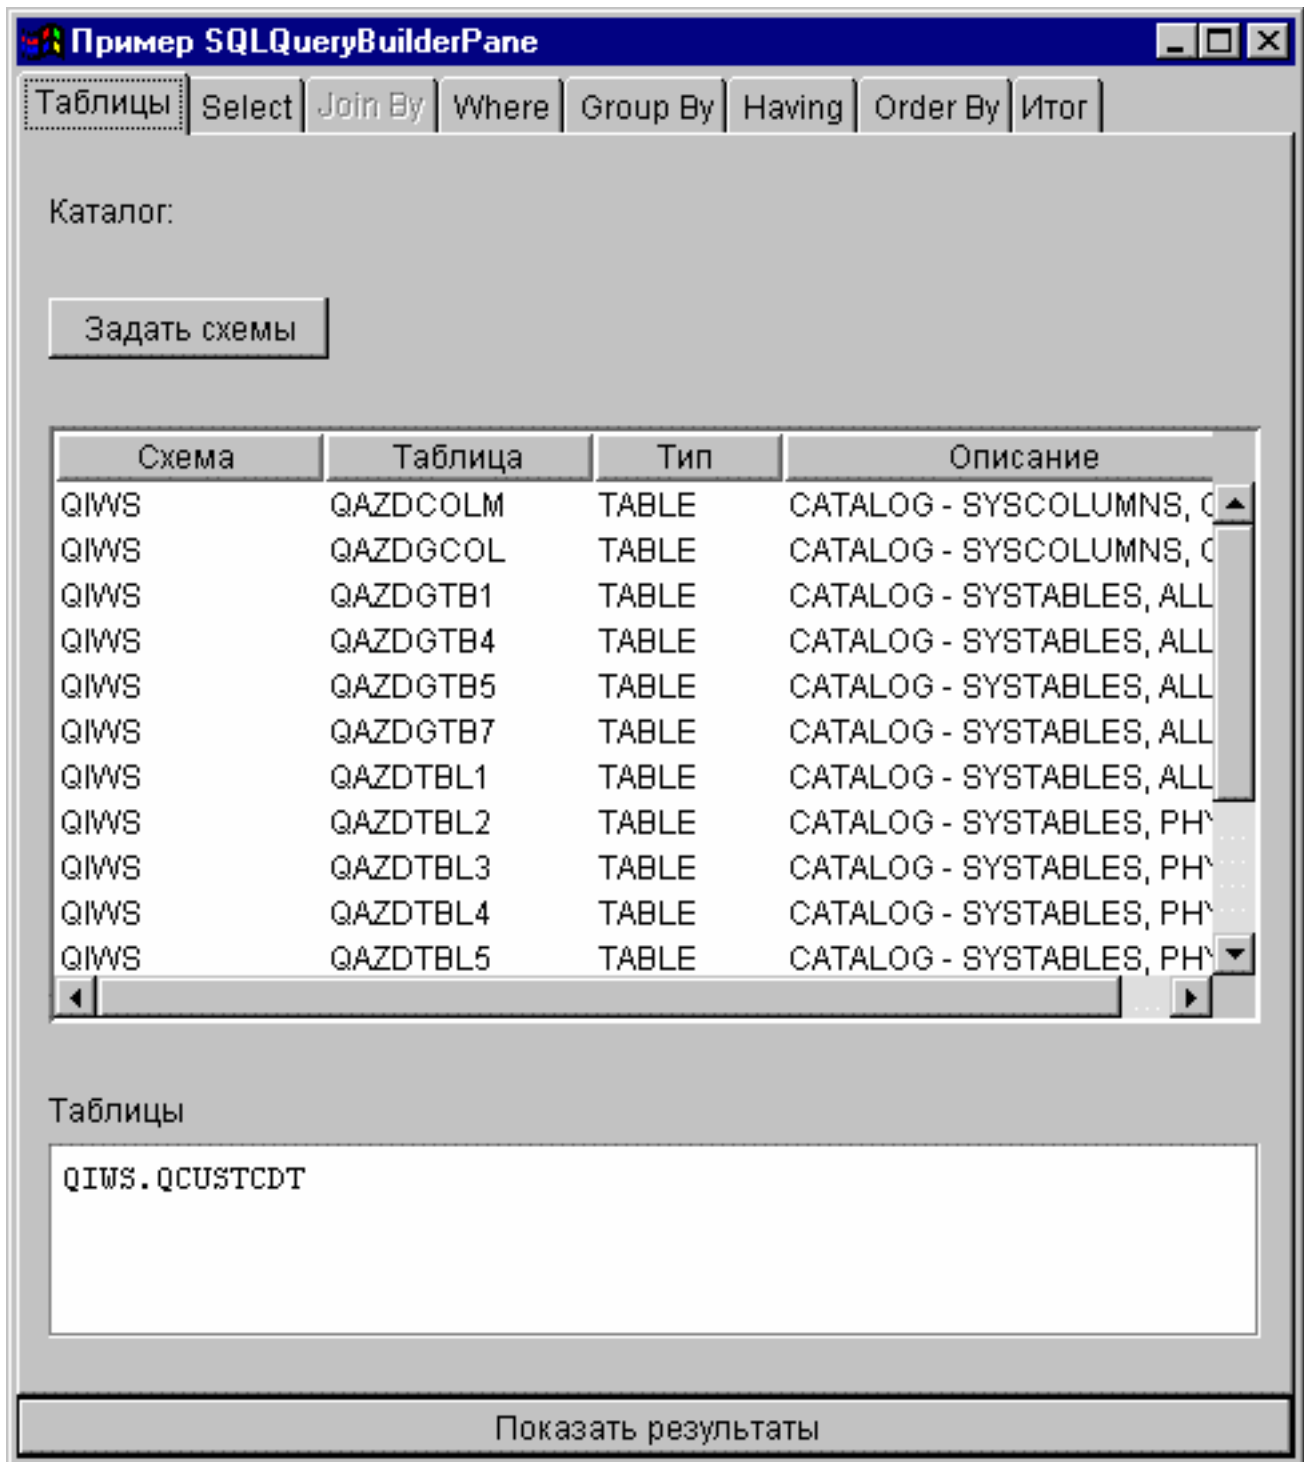 Пример SQLQueryBuilderPane
Таблицы Select Join By Where Group By Having Order By Итог
Каталог:
Задать схемы
Схема Таблица Тип Описание
QIWS QAZDCOLM TABLE CATALOG - SYSCOLUMNS,
QIWS QAZDGCOL TABLE CATALOG - SYSCOLUMNS,
QIWS QAZDGTB1 TABLE CATALOG - SYSTABLES, ALL
QIWS QAZDGTB4 TABLE CATALOG - SYSTABLES, ALL
QIWS QAZDGTB5 TABLE CATALOG - SYSTABLES, ALL
QIWS QAZDGTB7 TABLE CATALOG - SYSTABLES, ALL
QIWS QAZDTBL1 TABLE CATALOG - SYSTABLES, ALL
QIWS QAZDTBL2 TABLE CATALOG - SYSTABLES, PHY
QIWS QAZDTBL3 TABLE CATALOG - SYSTABLES, PHY
QIWS QAZDTBL4 TABLE CATALOG - SYSTABLES, PHY
QIWS QAZDTBL5 TABLE CATALOG - SYSTABLES, PHY
Таблицы
QIWS.QCUSTCDT
Показать результаты